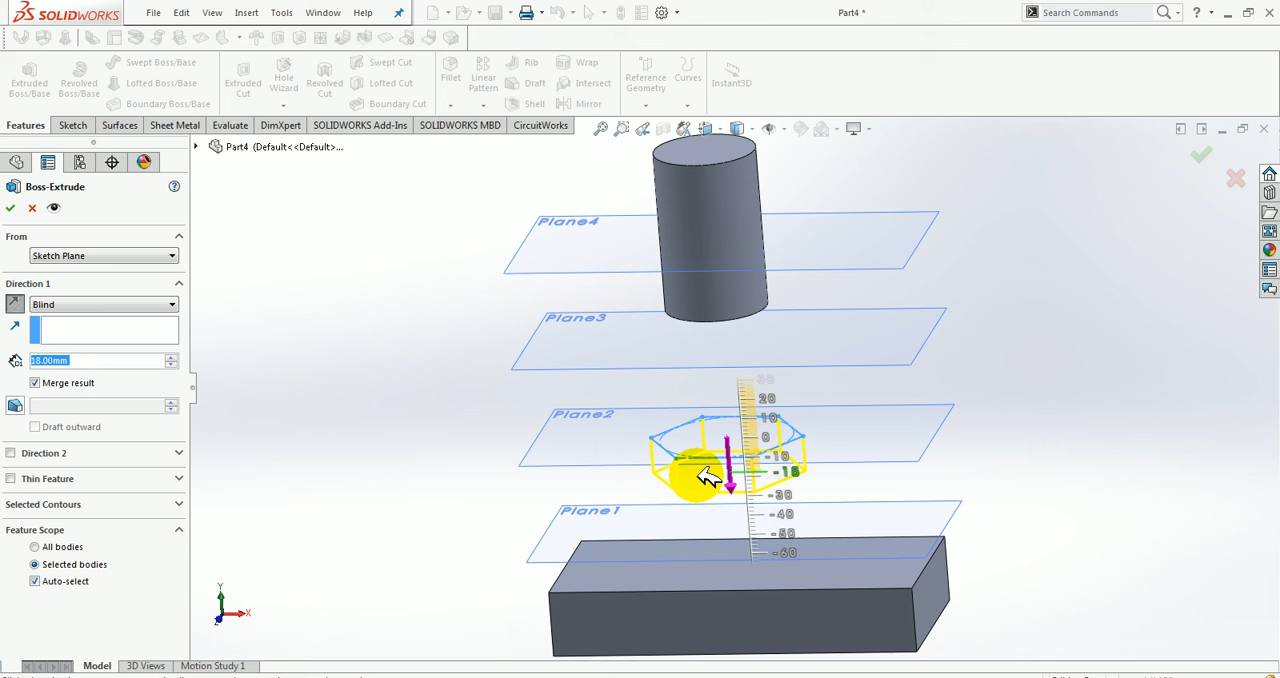 SOLIDWORKS File Edit View Insert Tools Window Help Part4 * Search Commands
Extruded Boss/Base Revolved Boss/Base Swept Boss/Base Lofted Boss/Base Boundary Boss/Base Extruded Cut Hole Wizard Revolved Cut Swept Cut Lofted Cut Boundary Cut Fillet Linear Pattern Rib Draft Shell Wrap Intersect Mirror Reference Geometry Curves Instant3D
Features Sketch Surfaces Sheet Metal Evaluate DimXpert SOLIDWORKS Add-Ins SOLIDWORKS MBD CircuitWorks
Part4 (Default<<Default>...
Boss-Extrude
From
Sketch Plane
Direction 1
Blind
18.00mm
Merge result
Draft outward
Direction 2
Thin Feature
Selected Contours
Feature Scope
All bodies
Selected bodies
Auto-select
Plane4
Plane3
Plane2
Plane1
30
20
10
0
-10
-18
-30
-40
-50
-60
Y
X
Z
Model 3D Views Motion Study 1